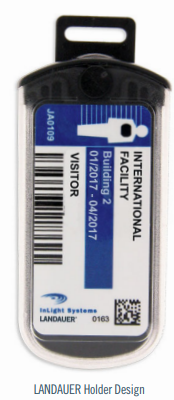 JA0109
INTERNATIONAL
FACILITY
Building 2
01/2017 - 04/2017
VISITOR
InLight Systems
LANDAUER®
0163
LANDAUER Holder Design